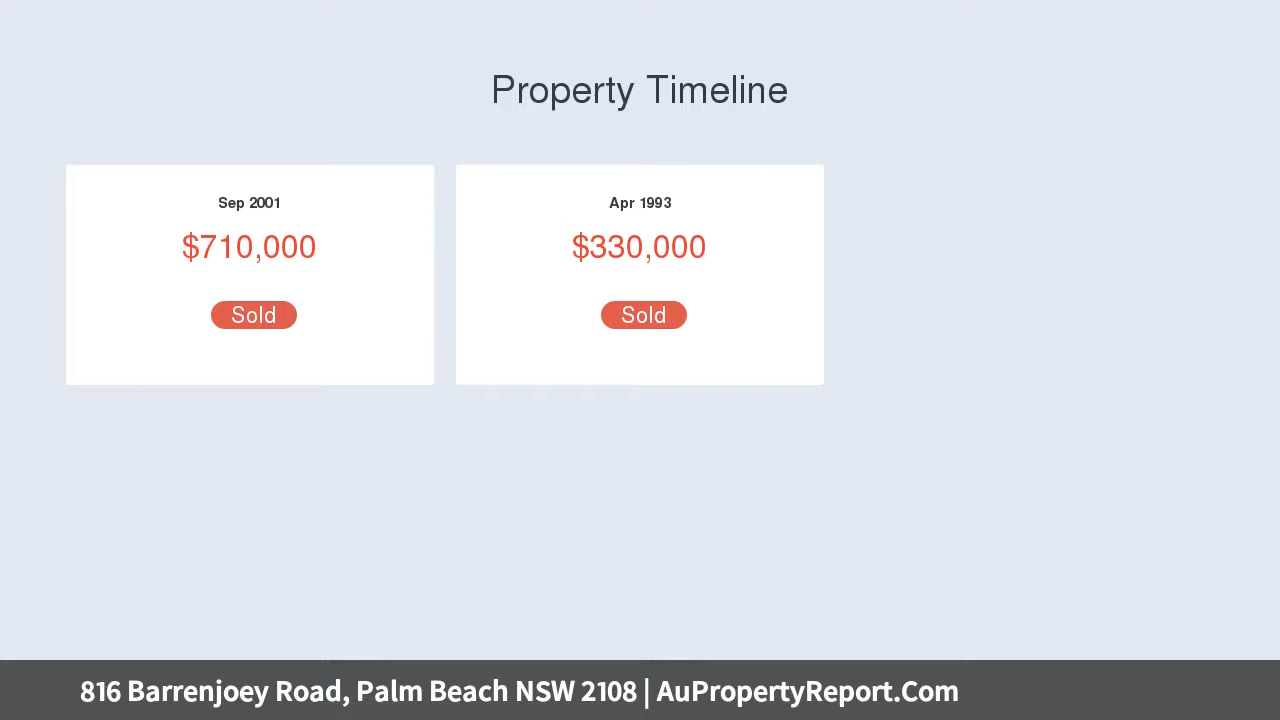 Property Timeline
Sep 2001
$710,000
Sold
Apr 1993
$330,000
Sold
816 Barrenjoey Road, Palm Beach NSW 2108 | AuPropertyReport.Com